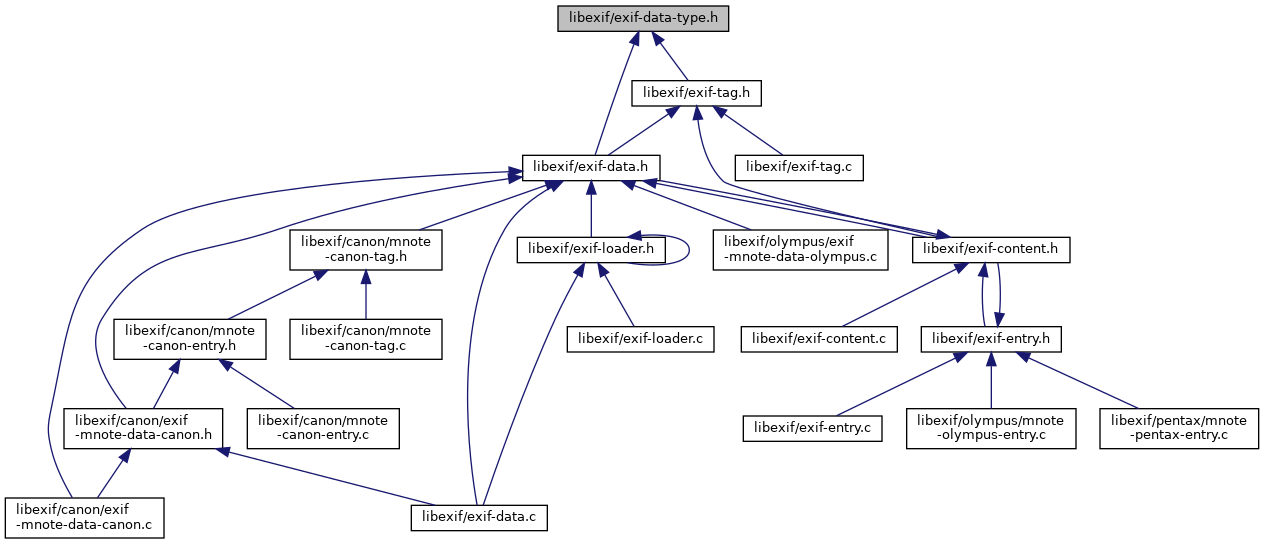 libexif/exif-data-type.h
libexif/exif-tag.h
libexif/exif-data.h
libexif/exif-tag.c
libexif/canon/mnote
-canon-tag.h
libexif/exif-loader.h
libexif/olympus/exif
-mnote-data-olympus.c
libexif/exif-content.h
libexif/canon/mnote
-canon-entry.h
libexif/canon/mnote
-canon-tag.c
libexif/exif-loader.c
libexif/exif-content.c
libexif/exif-entry.h
libexif/canon/exif
-mnote-data-canon.h
libexif/canon/mnote
-canon-entry.c
libexif/exif-entry.c
libexif/olympus/mnote
-olympus-entry.c
libexif/pentax/mnote
-pentax-entry.c
libexif/canon/exif
-mnote-data-canon.c
libexif/exif-data.c